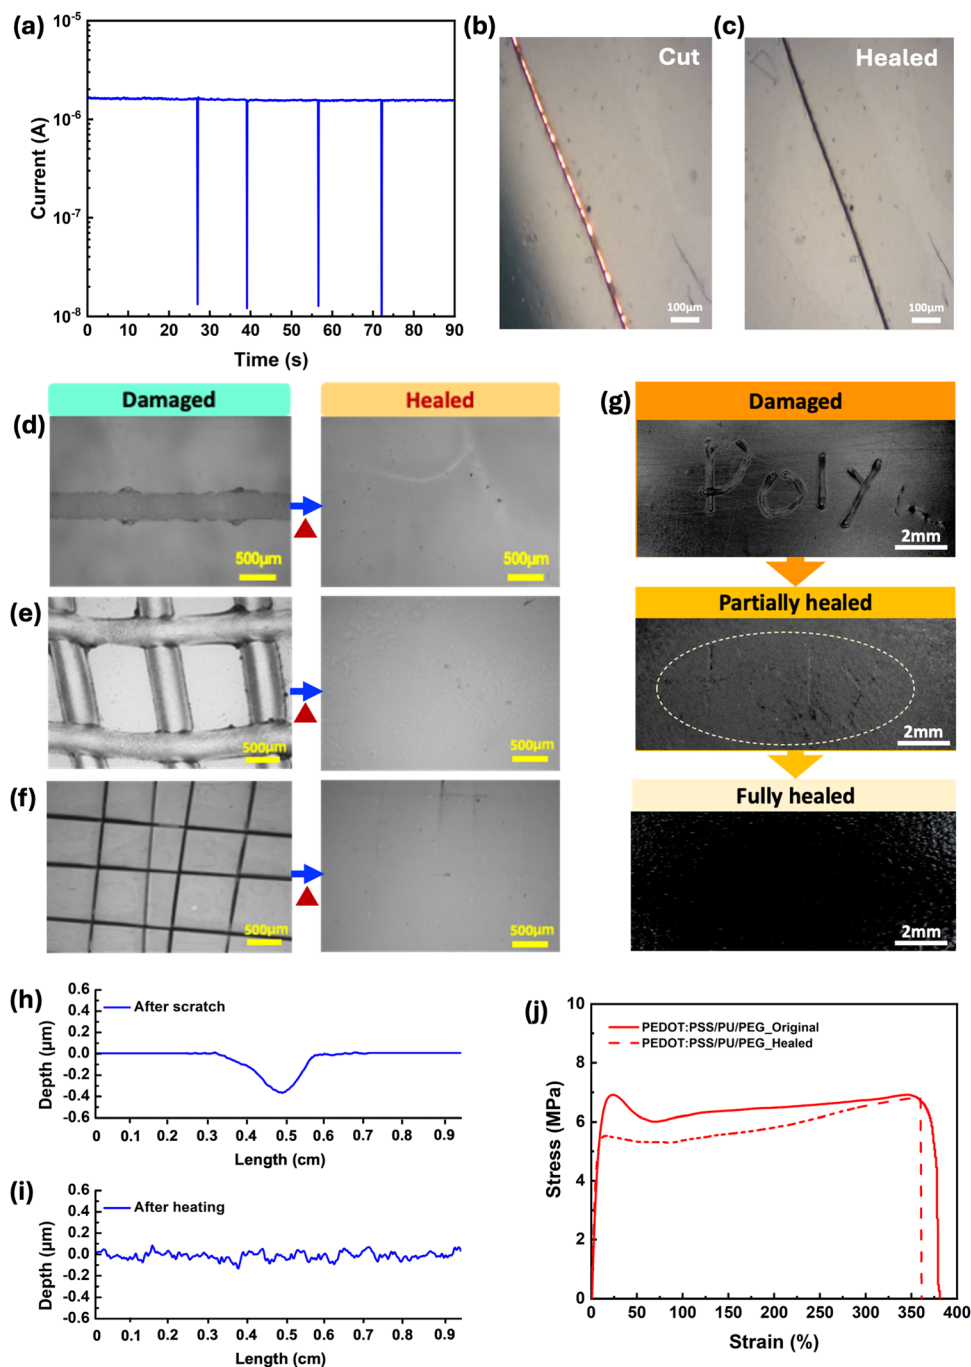 (a)
10⁻⁵
10⁻⁶
10⁻⁷
10⁻⁸
Current (A)
0 10 20 30 40 50 60 70 80 90
Time (s)
(b)
Cut
100μm
(c)
Healed
100μm
Damaged
Healed
(d)
500μm
500μm
(e)
500μm
500μm
(f)
500μm
500μm
(g)
Damaged
Poly
2mm
Partially healed
2mm
Fully healed
2mm
(h)
0.6
0.4
0.2
0.0
-0.2
-0.4
-0.6
Depth (μm)
After scratch
0 0.1 0.2 0.3 0.4 0.5 0.6 0.7 0.8 0.9
Length (cm)
(i)
0.6
0.4
0.2
0.0
-0.2
-0.4
-0.6
Depth (μm)
After heating
0 0.1 0.2 0.3 0.4 0.5 0.6 0.7 0.8 0.9
Length (cm)
(j)
10
8
6
4
2
0
Stress (MPa)
PEDOT:PSS/PU/PEG_Original
PEDOT:PSS/PU/PEG_Healed
0 50 100 150 200 250 300 350 400
Strain (%)